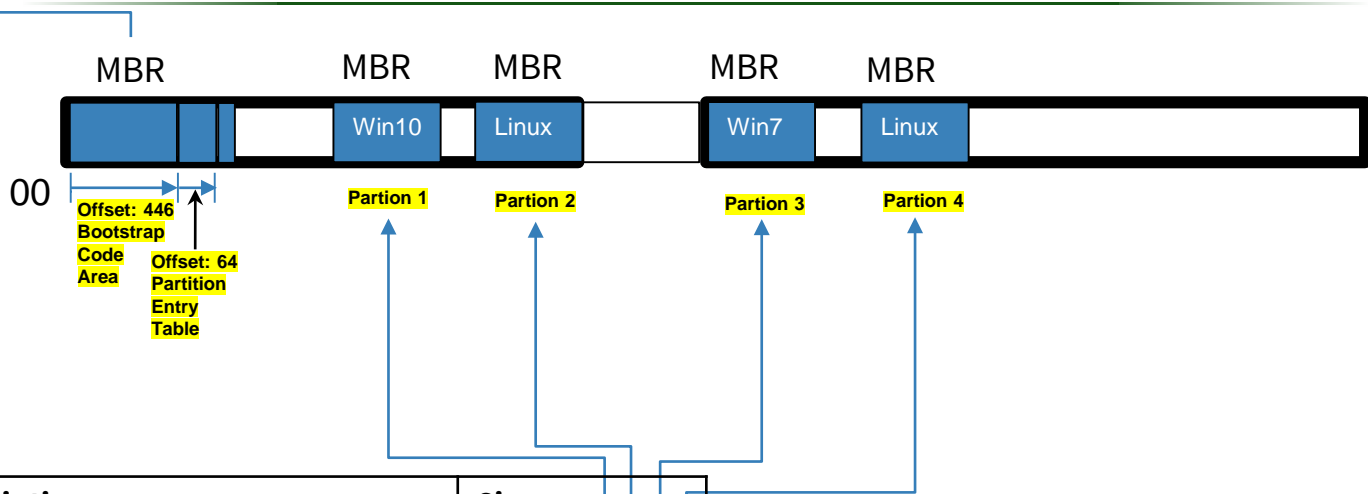 MBR MBR MBR MBR MBR
Win10 Linux Win7 Linux
00
Partion 1 Partion 2 Partion 3 Partion 4
Offset: 446
Bootstrap
Code
Area
Offset: 64
Partition
Entry
Table